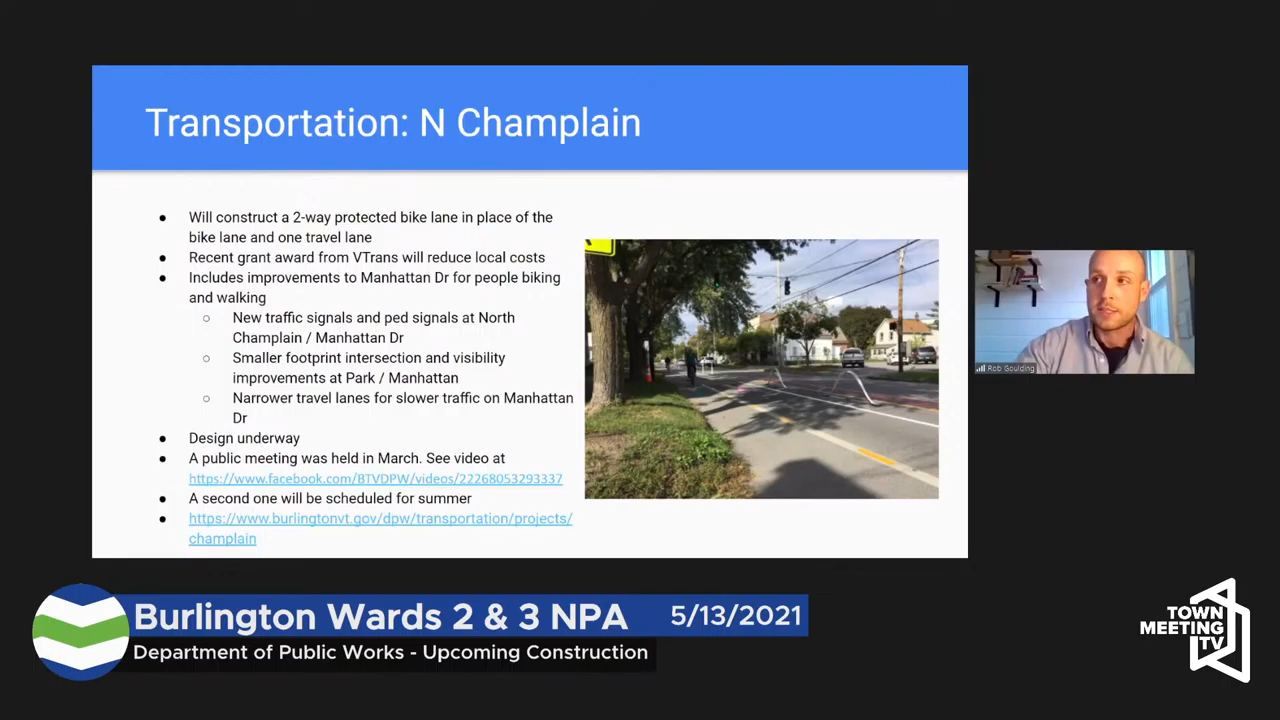 Transportation: N Champlain
Will construct a 2-way protected bike lane in place of the
bike lane and one travel lane
Recent grant award from VTrans will reduce local costs
Includes improvements to Manhattan Dr for people biking
and walking
New traffic signals and ped signals at North
Champlain / Manhattan Dr
Smaller footprint intersection and visibility
improvements at Park / Manhattan
Narrower travel lanes for slower traffic on Manhattan
Dr
Design underway
A public meeting was held in March. See video at
https://www.facebook.com/BTVDPW/videos/22268053293337
A second one will be scheduled for summer
https://www.burlingtonvt.gov/dpw/transportation/projects/
champlain
Rob Goulding
Burlington Wards 2 & 3 NPA 5/13/2021
Department of Public Works - Upcoming Construction
TOWN
MEETING
TV